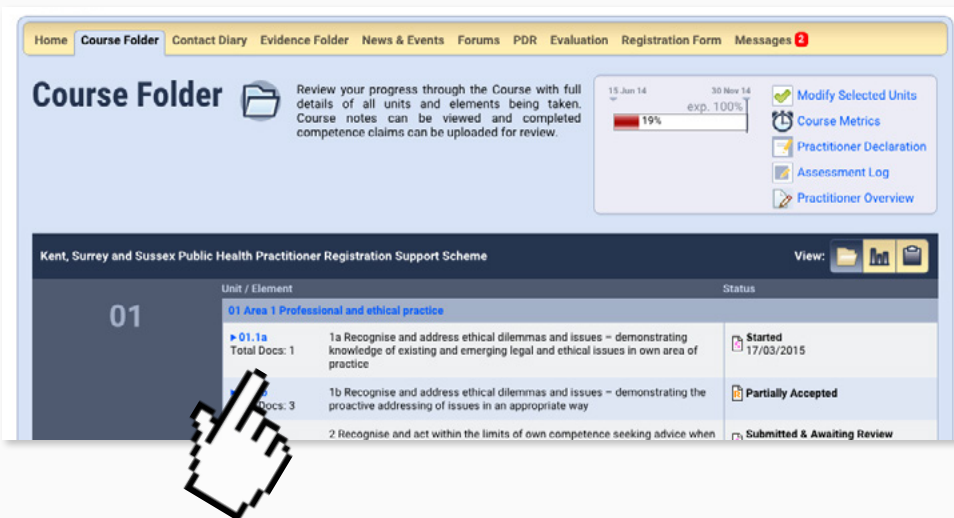 Home Course Folder Contact Diary Evidence Folder News & Events Forums PDR Evaluation Registration Form Messages 2
Course Folder
Review your progress through the Course with full
details of all units and elements being taken.
Course notes can be viewed and completed
competence claims can be uploaded for review.
15 Jun 14 30 Nov 14
exp. 100%
19%
Modify Selected Units
Course Metrics
Practitioner Declaration
Assessment Log
Practitioner Overview
Kent, Surrey and Sussex Public Health Practitioner Registration Support Scheme
View:
Unit / Element Status
01
01 Area 1 Professional and ethical practice
01.1a
Total Docs: 1
1a Recognise and address ethical dilemmas and issues – demonstrating
knowledge of existing and emerging legal and ethical issues in own area of
practice
Started
17/03/2015
Docs: 3
1b Recognise and address ethical dilemmas and issues – demonstrating the
proactive addressing of issues in an appropriate way
Partially Accepted
2 Recognise and act within the limits of own competence seeking advice when
Submitted & Awaiting Review